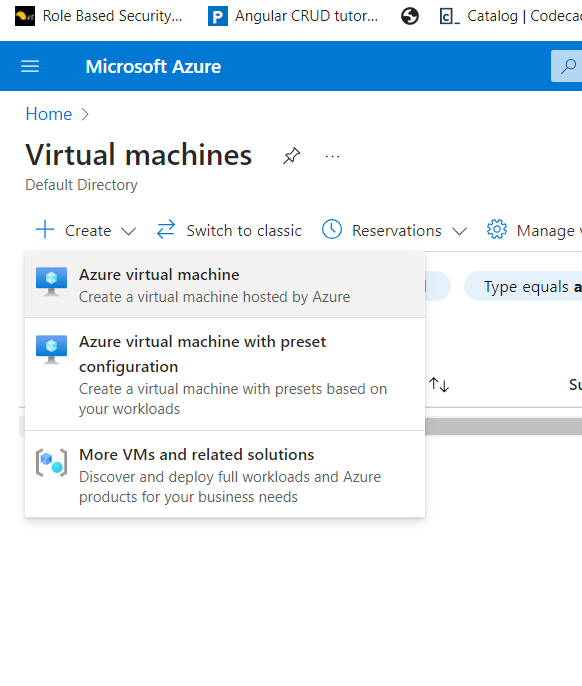 Role Based Security...
Angular CRUD tutor...
Catalog | Codeca
Microsoft Azure
Home
Virtual machines
Default Directory
Create
Switch to classic
Reservations
Manage
Type equals a
Azure virtual machine
Create a virtual machine hosted by Azure
Azure virtual machine with preset
configuration
Create a virtual machine with presets based on
your workloads
More VMs and related solutions
Discover and deploy full workloads and Azure
products for your business needs